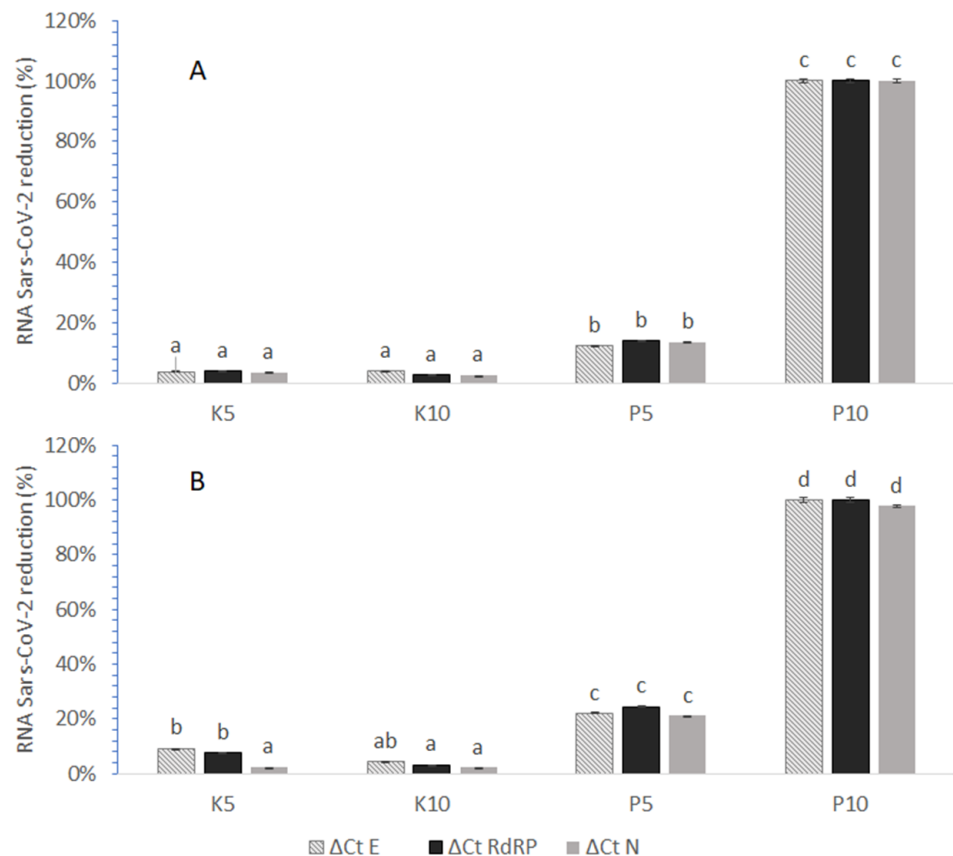 A
RNA Sars-CoV-2 reduction (%)
120%
100%
80%
60%
40%
20%
0%
a a a a a a b b b c c c
K5 K10 P5 P10
B
RNA Sars-CoV-2 reduction (%)
120%
100%
80%
60%
40%
20%
0%
b b a ab a a c c c d d d
K5 K10 P5 P10
ΔCt E ΔCt RdRP ΔCt N